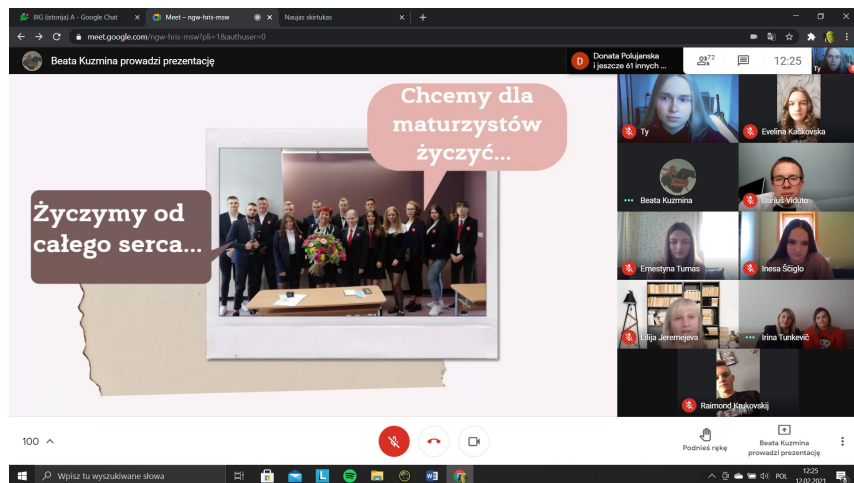 IIIG (istorija) A - Google Chat
Meet – ngw-hris-msw
Naujas skirtukas
meet.google.com/ngw-hris-msw?pli=1&authuser=0
Beata Kuzmina prowadzi prezentację
D
Donata Polujanska
i jeszcze 61 innych ...
72
12:25
Ty
Chcemy dla
maturzystów
życzyć...
Życzymy od
całego serca...
Ty
Evelina Kačkovska
Beata Kuzmina
Dariuš Viduto
Ernestyna Tumas
Inesa Ščiglo
Lilija Jeremejeva
Irina Tunkevič
Raimond Krukovskij
100
Podnieś rękę
Beata Kuzmina
prowadzi prezentację
Wpisz tu wyszukiwane słowa
POL
12:25
12.02.2021